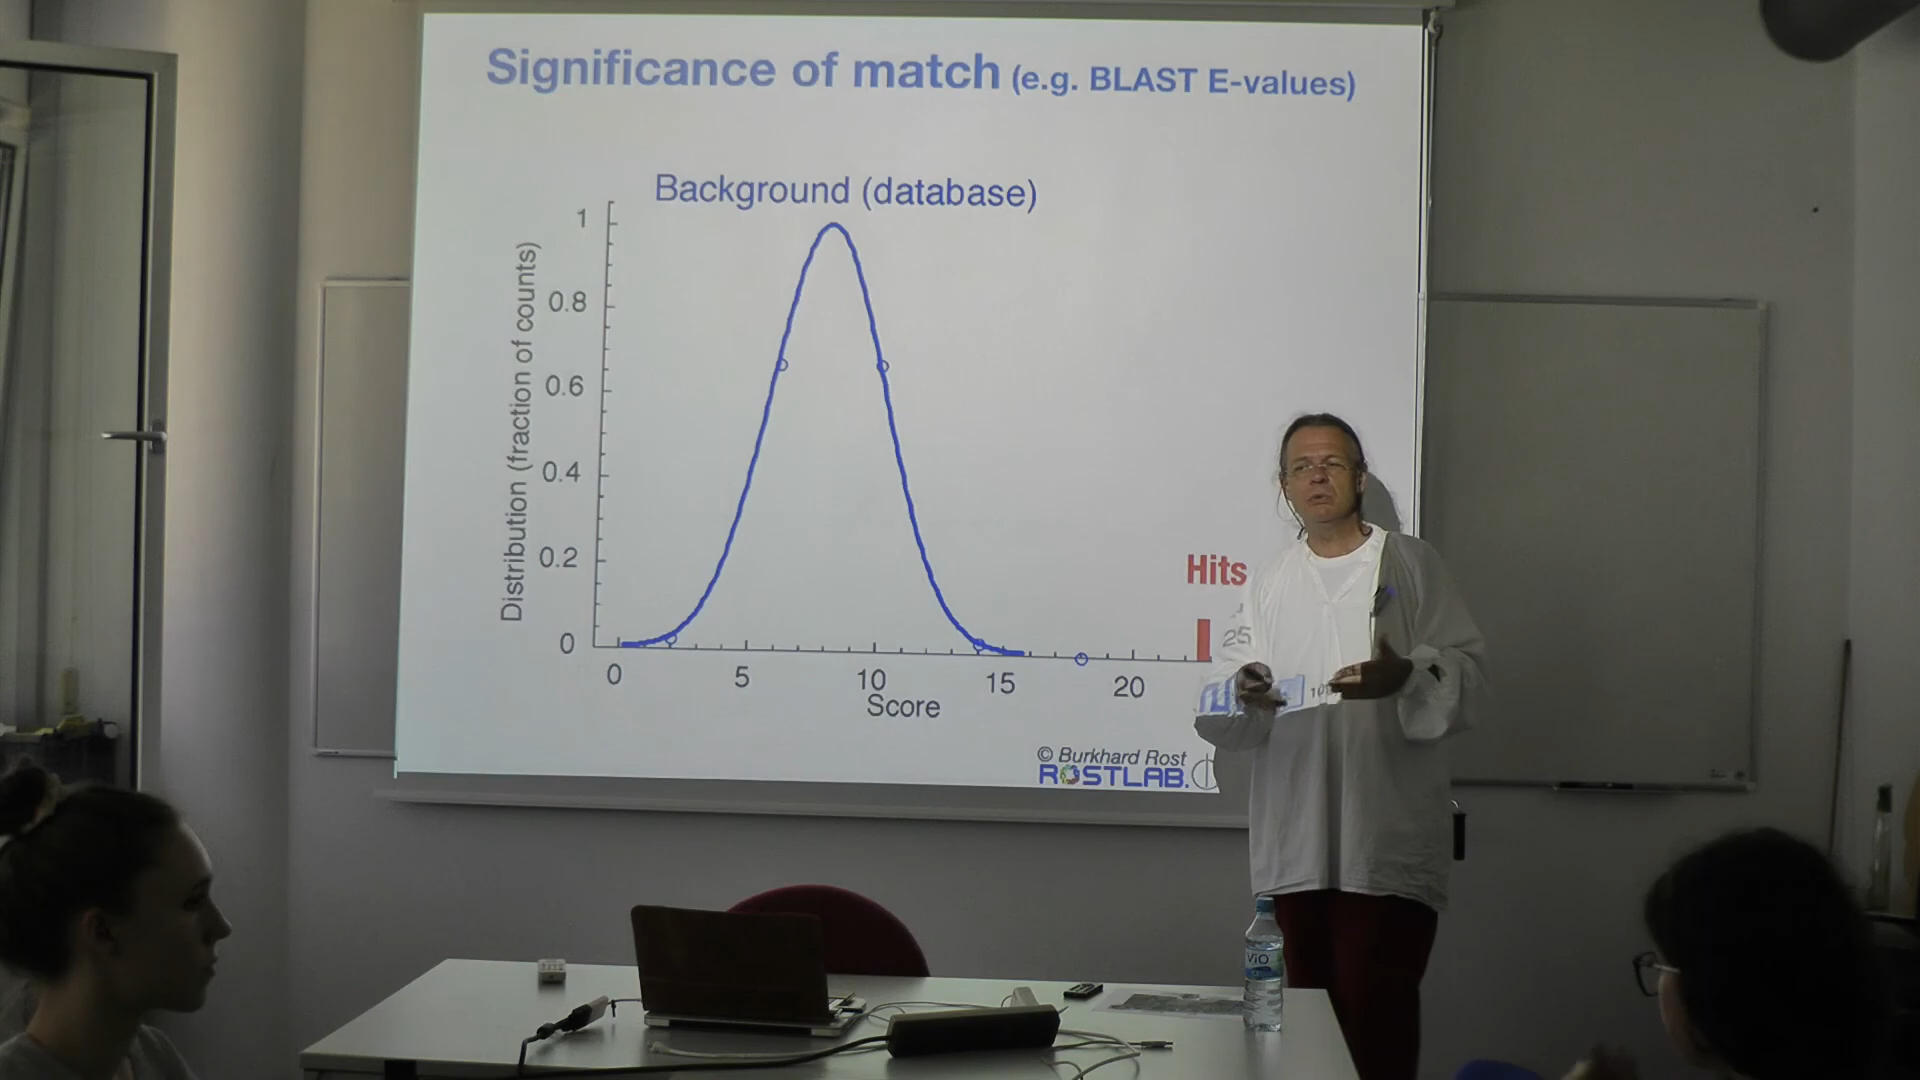 Significance of match (e.g. BLAST E-values)
Background (database)
Distribution (fraction of counts)
1
0.8
0.6
0.4
0.2
0
0 5 10 15 20 25
Score
Hits
© Burkhard Rost
ROSTLAB.
ViO